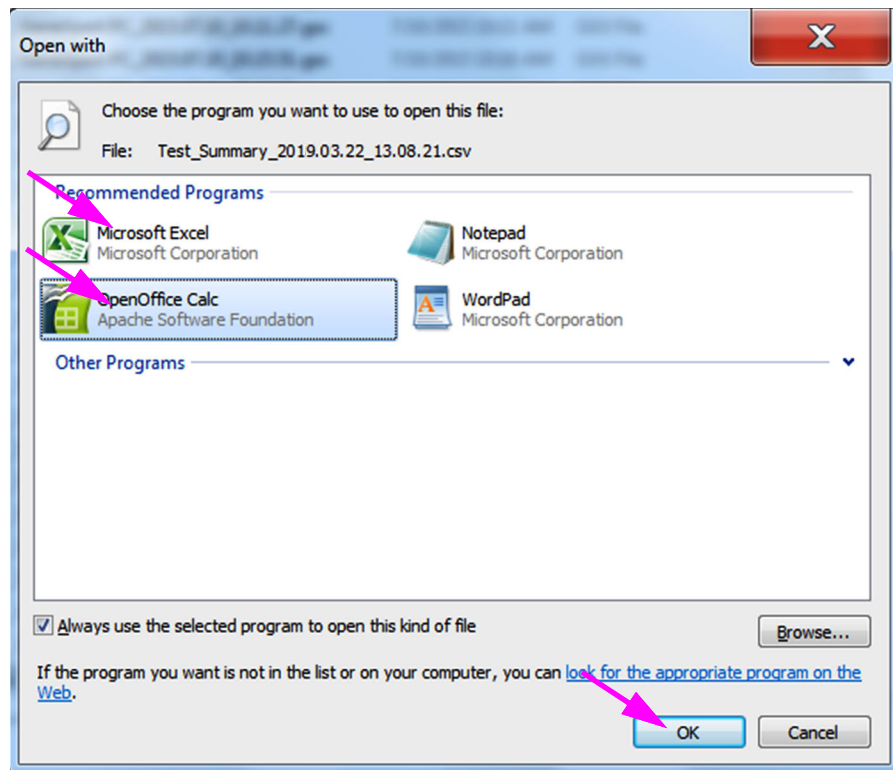 Open with
Choose the program you want to use to open this file:
File: Test_Summary_2019.03.22_13.08.21.csv
Recommended Programs
Microsoft Excel
Microsoft Corporation
Notepad
Microsoft Corporation
OpenOffice Calc
Apache Software Foundation
WordPad
Microsoft Corporation
Other Programs
Always use the selected program to open this kind of file
Browse...
If the program you want is not in the list or on your computer, you can look for the appropriate program on the
Web.
OK
Cancel